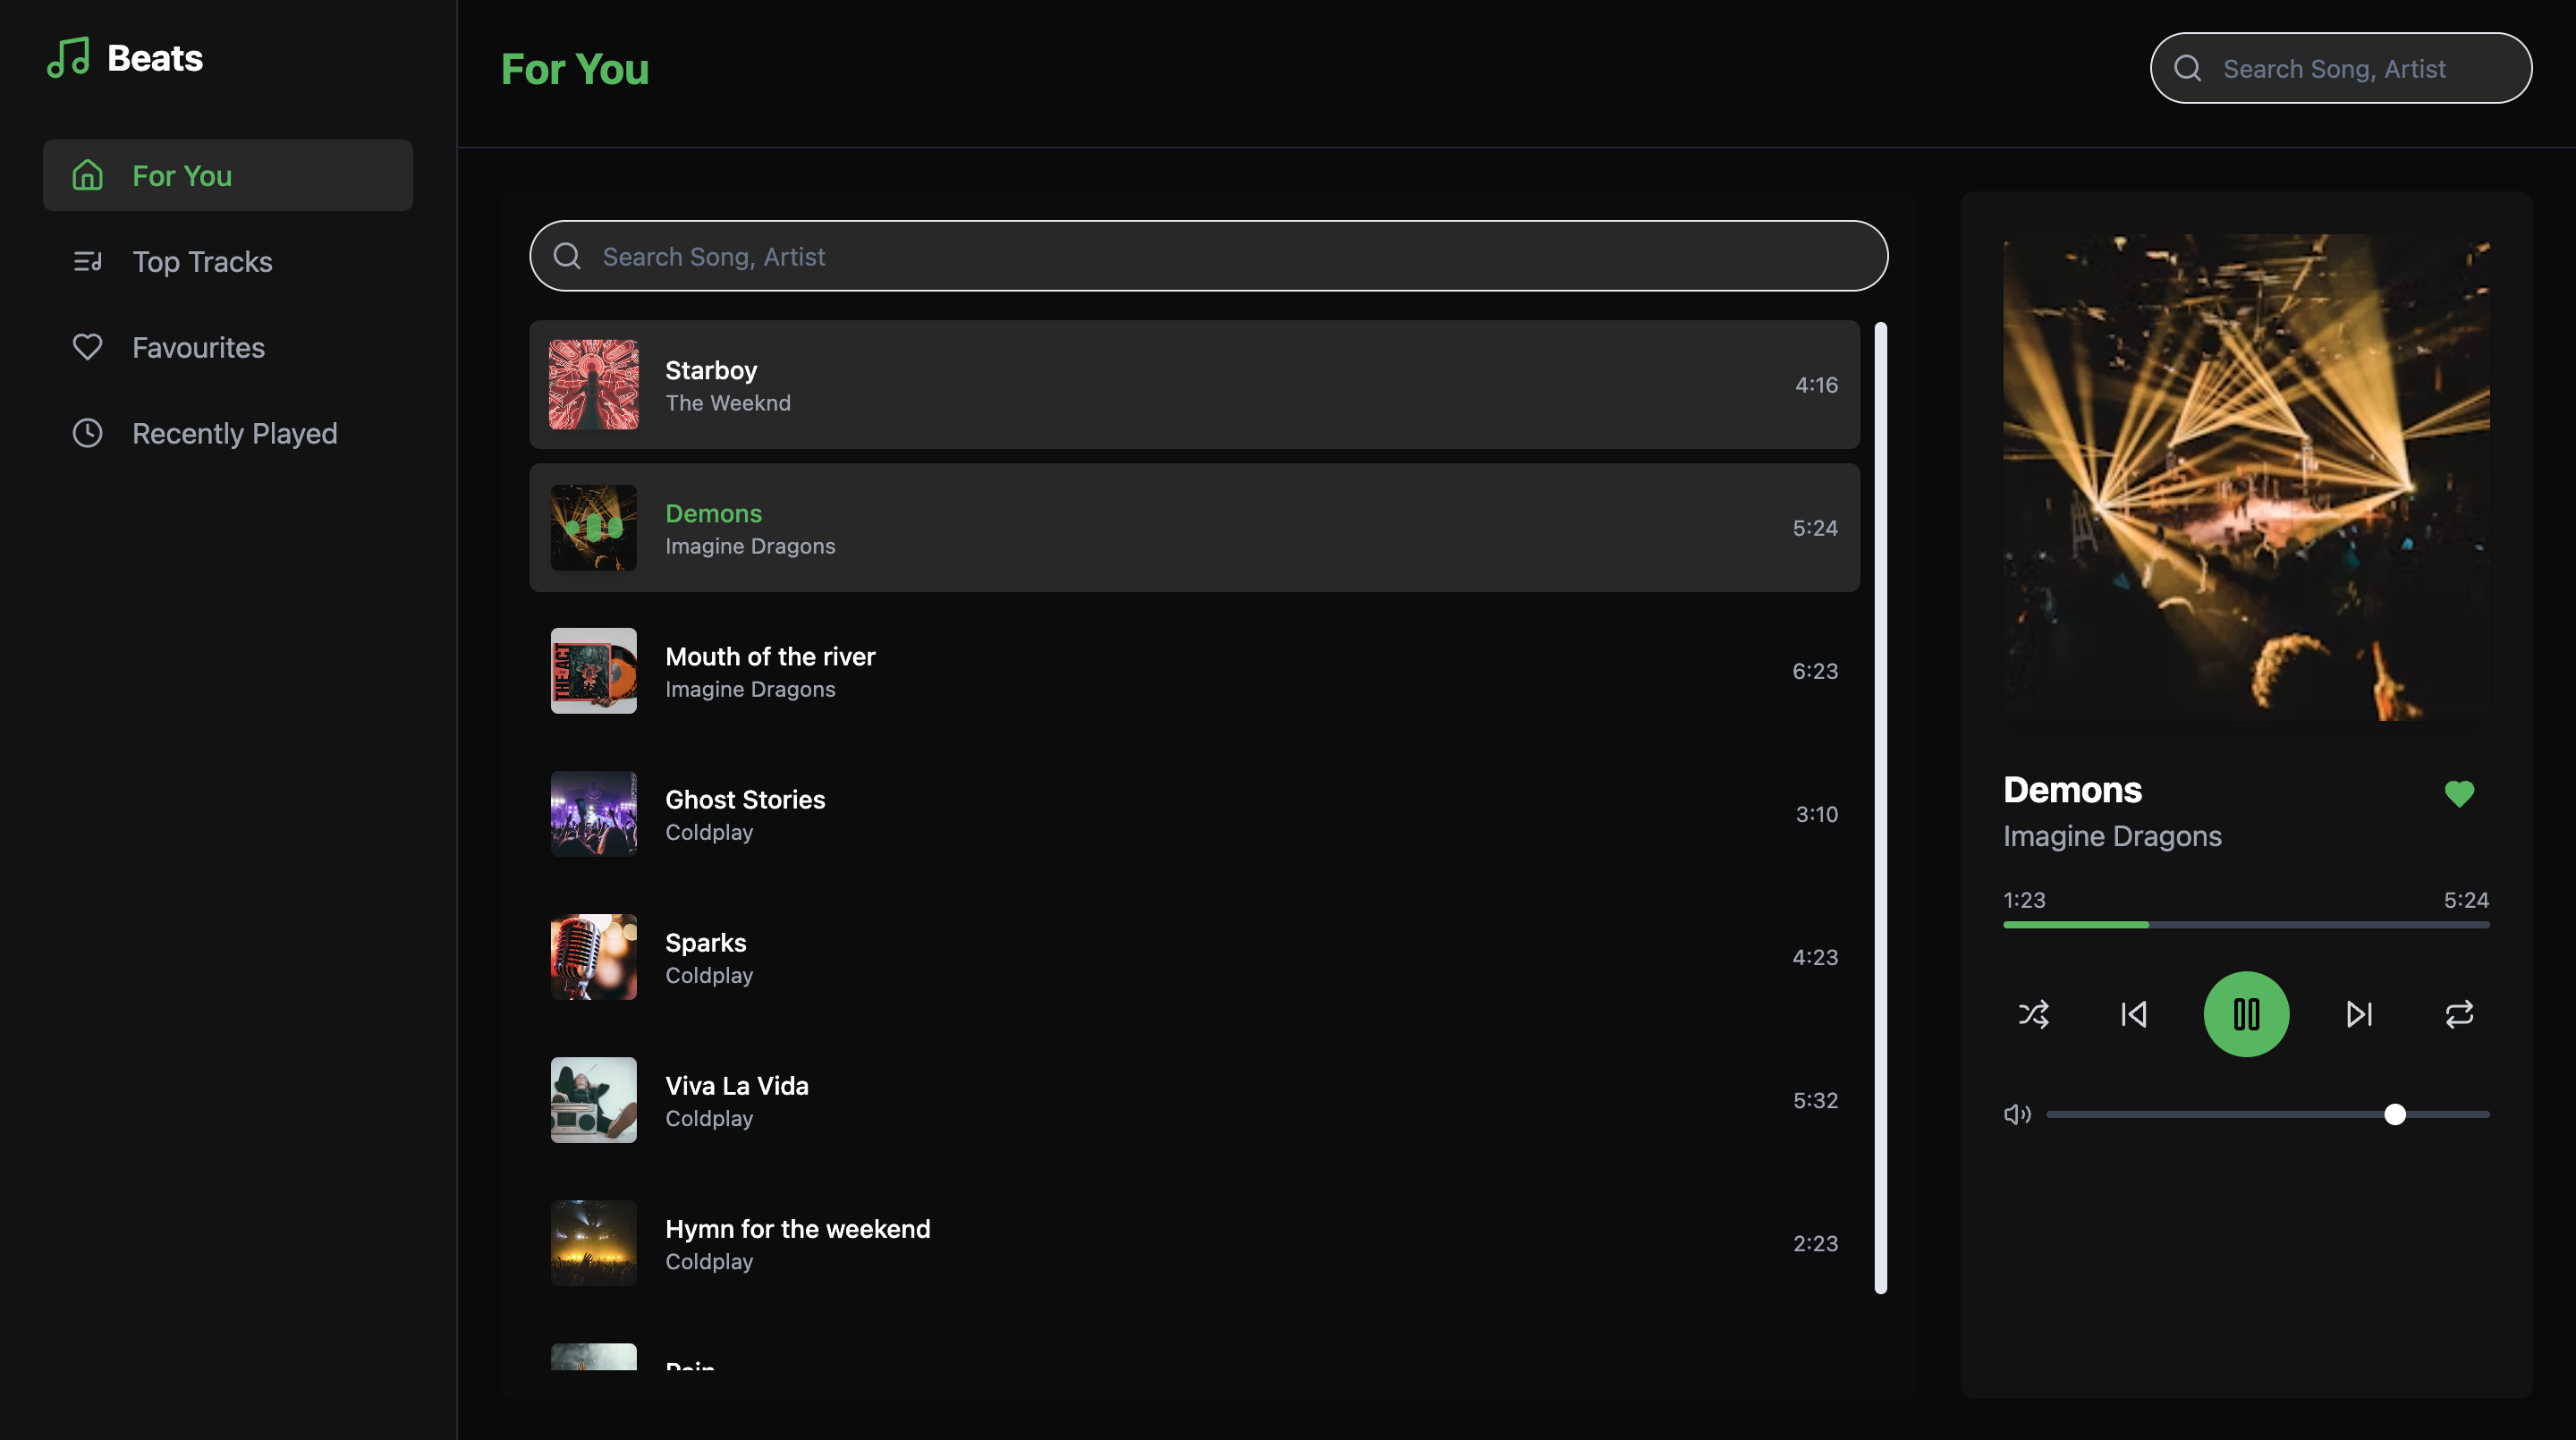 Beats
For You
Top Tracks
Favourites
Recently Played
For You
Search Song, Artist
Search Song, Artist
Starboy
The Weeknd
4:16
Demons
Imagine Dragons
5:24
THE ACT
Mouth of the river
Imagine Dragons
6:23
Ghost Stories
Coldplay
3:10
Sparks
Coldplay
4:23
Viva La Vida
Coldplay
5:32
Hymn for the weekend
Coldplay
2:23
Demons
Imagine Dragons
1:23
5:24